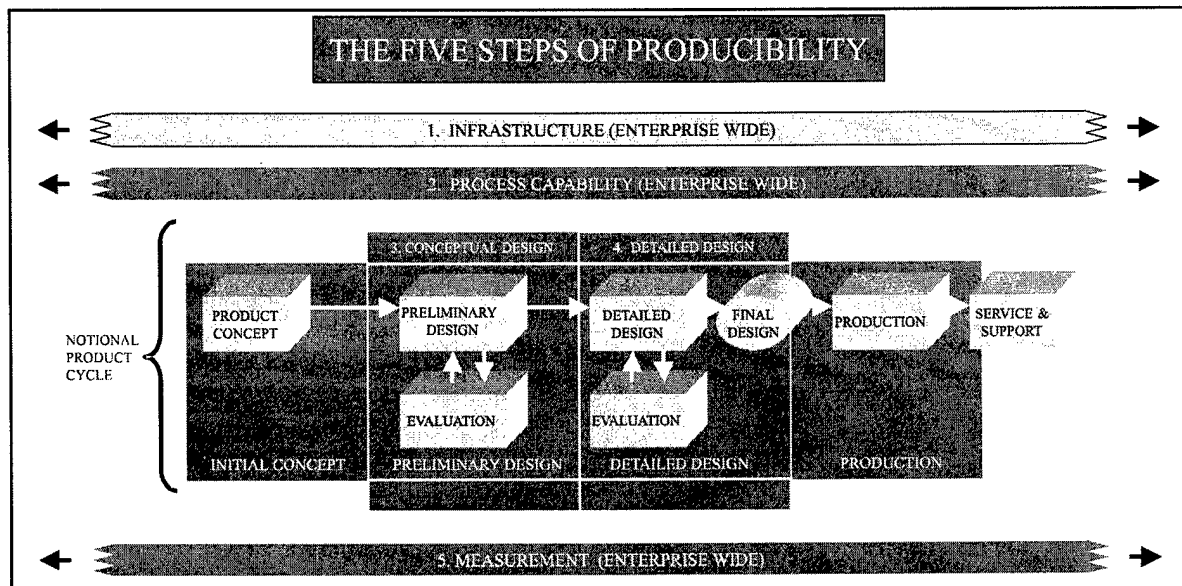 THE FIVE STEPS OF PRODUCIBILITY
1. INFRASTRUCTURE (ENTERPRISE WIDE)
2. PROCESS CAPABILITY (ENTERPRISE WIDE)
3. CONCEPTUAL DESIGN
4. DETAILED DESIGN
NOTIONAL
PRODUCT
CYCLE
PRODUCT
CONCEPT
PRELIMINARY
DESIGN
DETAILED
DESIGN
FINAL
DESIGN
PRODUCTION
SERVICE &
SUPPORT
EVALUATION
EVALUATION
INITIAL CONCEPT
PRELIMINARY DESIGN
DETAILED DESIGN
PRODUCTION
5. MEASUREMENT (ENTERPRISE WIDE)